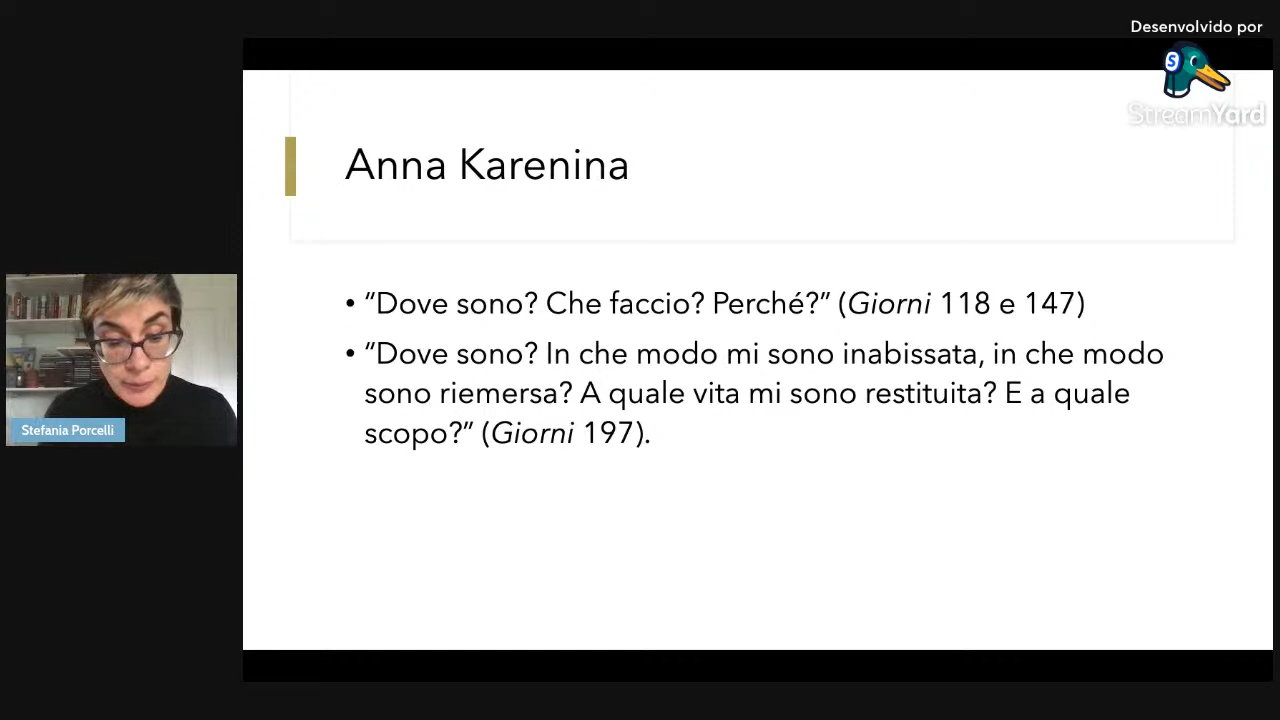 Desenvolvido por
S
StreamYard
Anna Karenina
• “Dove sono? Che faccio? Perché?” (Giorni 118 e 147)
• “Dove sono? In che modo mi sono inabissata, in che modo
sono riemersa? A quale vita mi sono restituita? E a quale
scopo?” (Giorni 197).
Stefania Porcelli